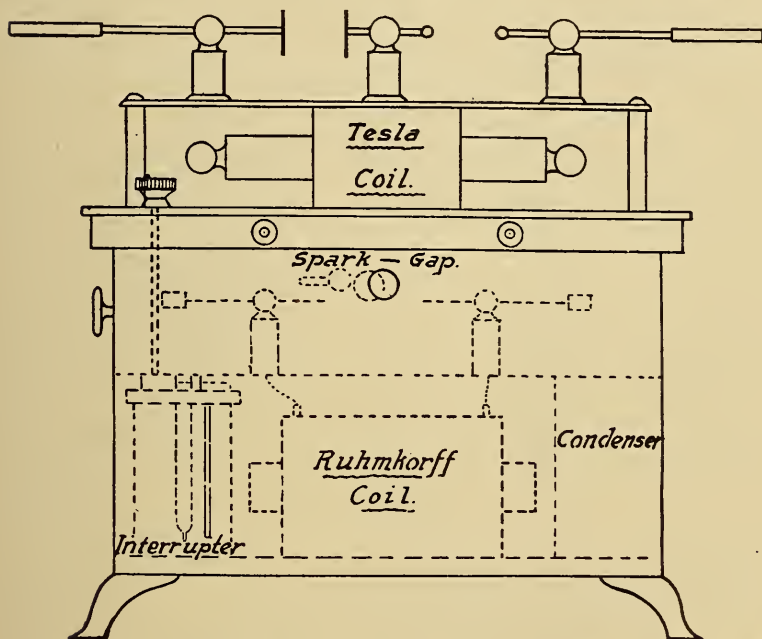 Tesla
Coil.
Spark - Gap.
Ruhmkorff
Coil.
Condenser
Interrupter